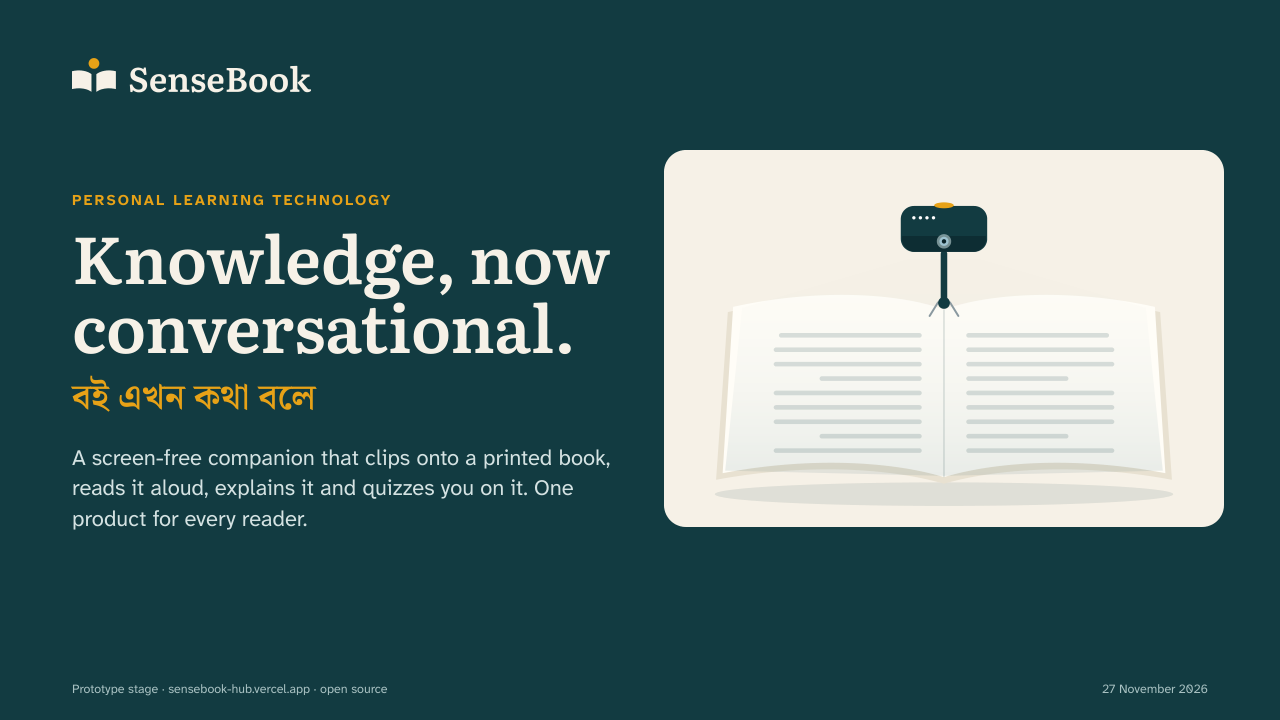 SenseBook
PERSONAL LEARNING TECHNOLOGY
Knowledge, now
conversational.
বই এখন কথা বলে
A screen-free companion that clips onto a printed book,
reads it aloud, explains it and quizzes you on it. One
product for every reader.
Prototype stage · sensebook-hub.vercel.app · open source
27 November 2026